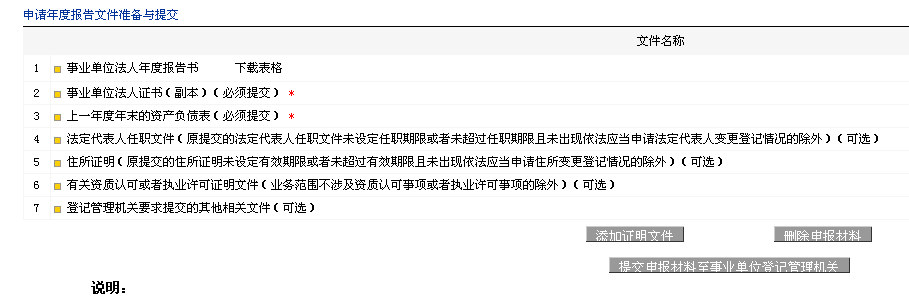 申请年度报告文件准备与提交
文件名称
1 事业单位法人年度报告书 下载表格
2 事业单位法人证书(副本)(必须提交) *
3 上一年度年末的资产负债表(必须提交) *
4 法定代表人任职文件(原提交的法定代表人任职文件未设定任职期限或者未超过任职期限且未出现依法应当申请法定代表人变更登记情况的除外)(可选)
5 住所证明(原提交的住所证明未设定有效期限或者未超过有效期限且未出现依法应当申请住所变更登记情况的除外)(可选)
6 有关资质认可或者执业许可证明文件(业务范围不涉及资质认可事项或者执业许可事项的除外)(可选)
7 登记管理机关要求提交的其他相关文件(可选)
添加证明文件 删除申报材料
提交申报材料至事业单位登记管理机关
说明：